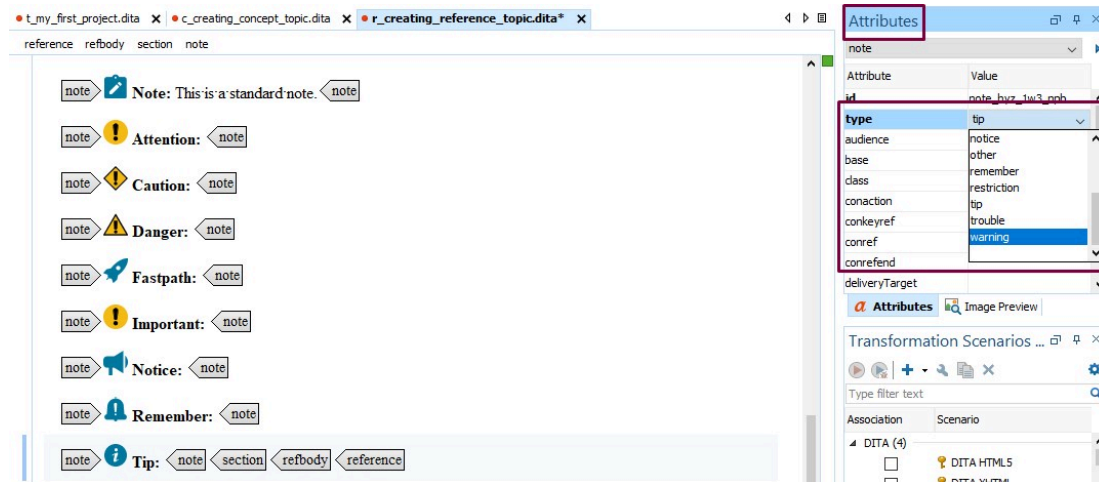 t_my_first_project.dita c_creating_concept_topic.dita r_creating_reference_topic.dita*
reference refbody section note
note Note: This is a standard note. note
note Attention: note
note Caution: note
note Danger: note
note Fastpath: note
note Important: note
note Notice: note
note Remember: note
note Tip: note section refbody reference
Attributes
note
Attribute Value
id
type tip
audience
base
class
conaction
conkeyref
conref
conrefend
deliveryTarget
notice
other
remember
restriction
tip
trouble
warning
Attributes Image Preview
Transformation Scenarios ...
Type filter text
Association Scenario
DITA (4)
DITA HTML5
DITA XHTML